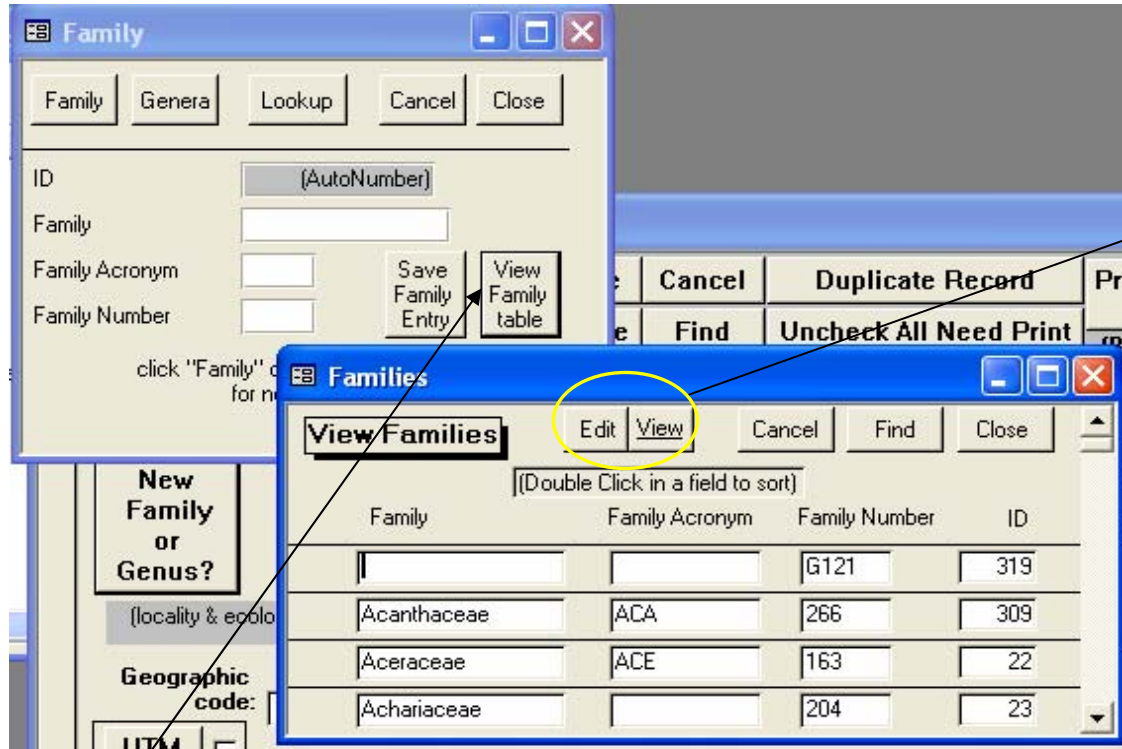 Family
Family Genera Lookup Cancel Close
ID (AutoNumber)
Family
Family Acronym
Family Number
Save Family Entry
View Family table
click "Family"
for
Cancel Duplicate Record
Find Uncheck All Need Print
Families
View Families Edit View Cancel Find Close
(Double Click in a field to sort)
Family Family Acronym Family Number ID
G121 319
Acanthaceae ACA 266 309
Aceraceae ACE 163 22
Achariaceae 204 23
New
Family
or
Genus?
(locality &
Geographic
code:
UTM